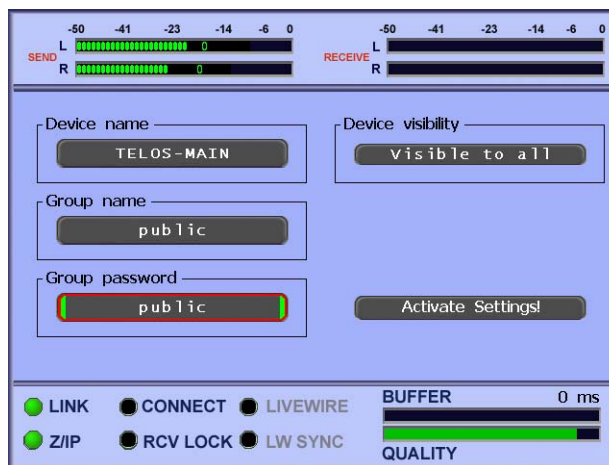 -50 -41 -23 -14 -6 0
SEND L
R
-50 -41 -23 -14 -6 0
RECEIVE L
R
Device name
TELOS-MAIN
Device visibility
Visible to all
Group name
public
Group password
public
Activate Settings!
LINK CONNECT LIVEWIRE
Z/IP RCV LOCK LW SYNC
BUFFER 0 ms
QUALITY